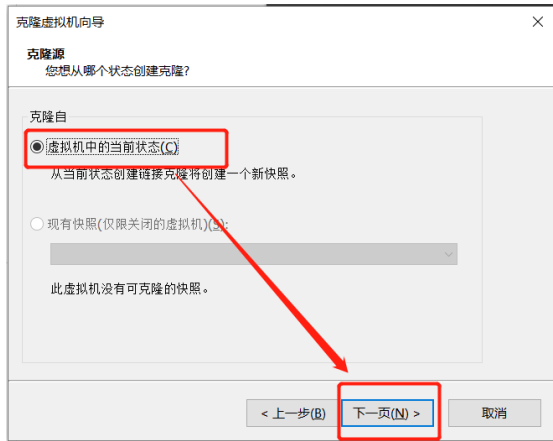 克隆虚拟机向导
克隆源
您想从哪个状态创建克隆?
克隆自
虚拟机中的当前状态(C)
从当前状态创建链接克隆将创建一个新快照。
现有快照(仅限关闭的虚拟机)(S):
此虚拟机没有可克隆的快照。
< 上一步(B)
下一页(N) >
取消